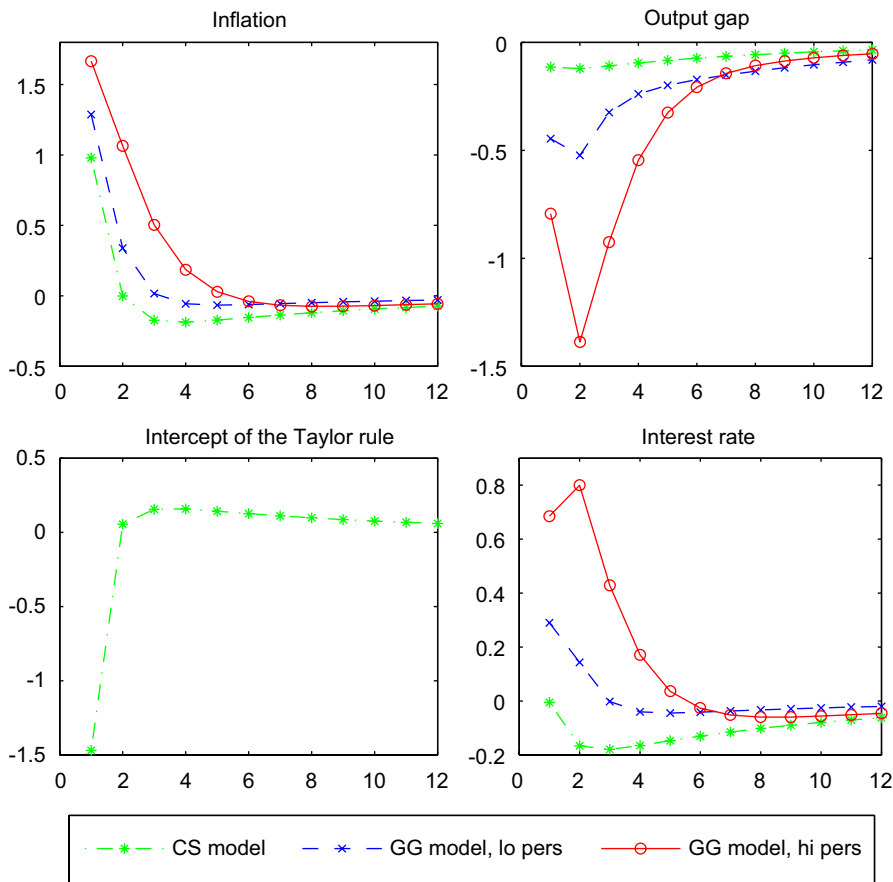 Inflation
1.5
1
0.5
0
-0.5
0 2 4 6 8 10 12
Output gap
0
-0.5
-1
-1.5
0 2 4 6 8 10 12
Intercept of the Taylor rule
0.5
0
-0.5
-1
-1.5
0 2 4 6 8 10 12
Interest rate
0.8
0.6
0.4
0.2
0
-0.2
0 2 4 6 8 10 12
CS model GG model, lo pers GG model, hi pers